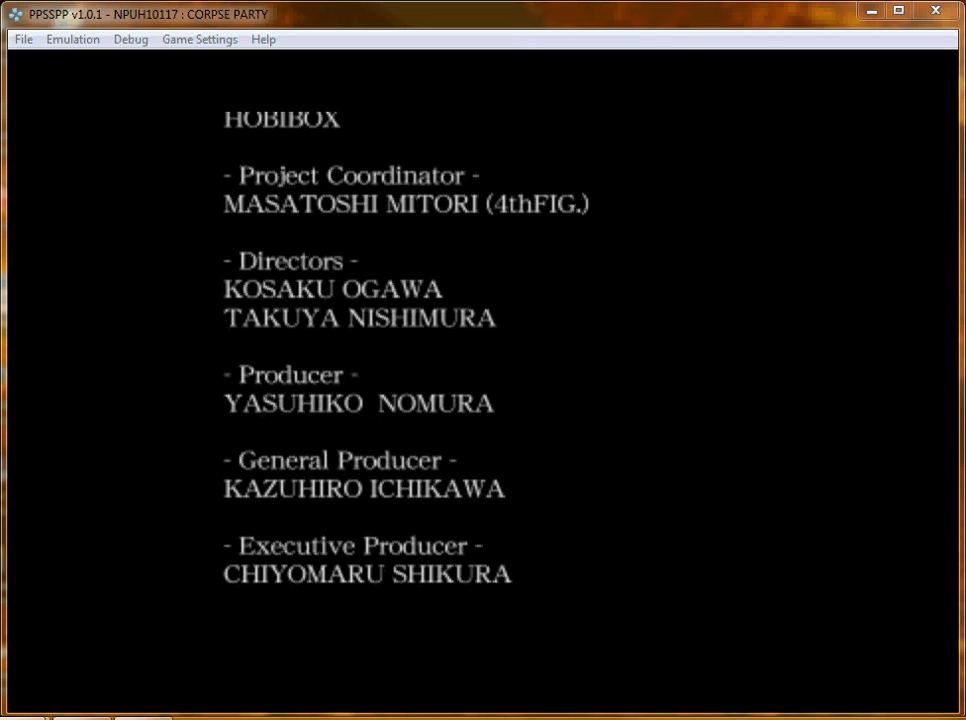 PPSSPP v1.0.1 - NPUH10117 : CORPSE PARTY
File Emulation Debug Game Settings Help
HOBIBOX
- Project Coordinator -
MASATOSHI MITORI (4thFIG.)
- Directors -
KOSAKU OGAWA
TAKUYA NISHIMURA
- Producer -
YASUHIKO  NOMURA
- General Producer -
KAZUHIRO ICHIKAWA
- Executive Producer -
CHIYOMARU SHIKURA